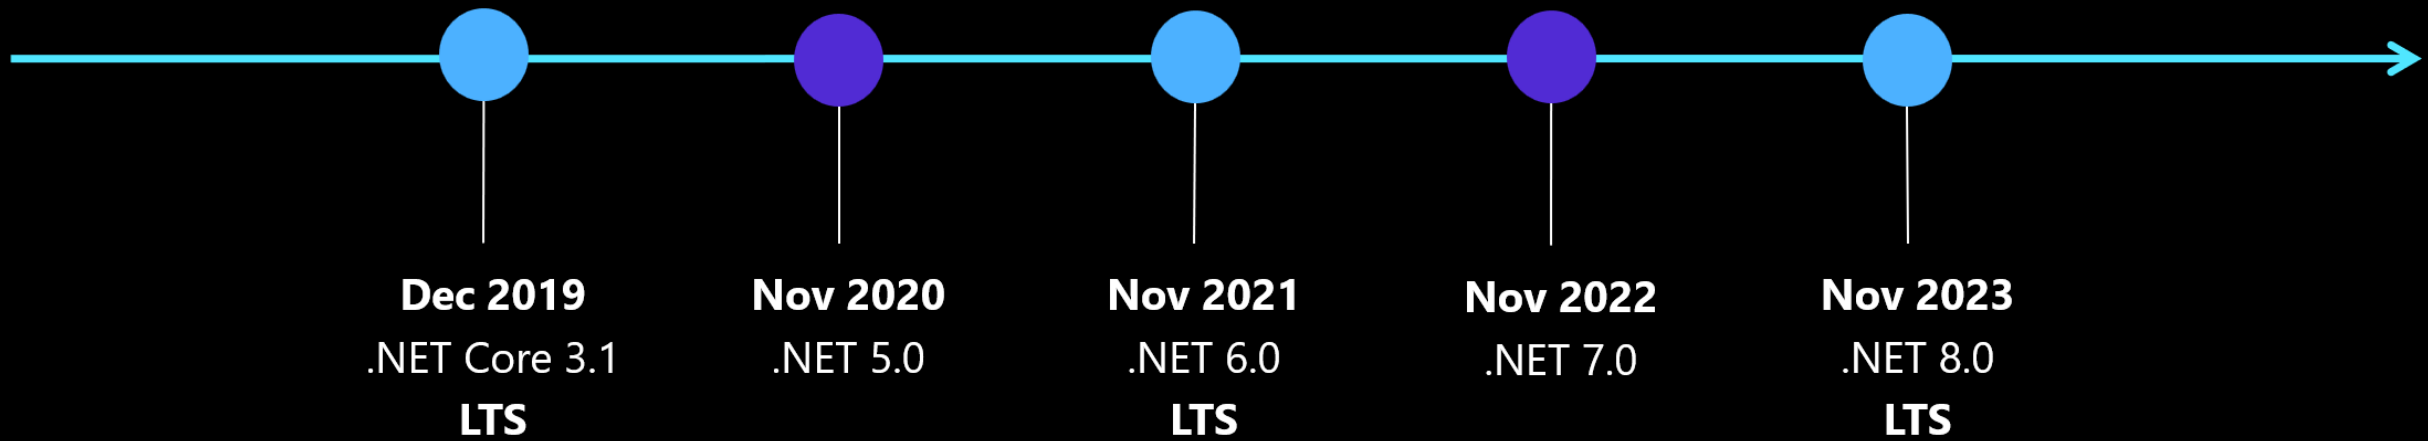 Dec 2019
.NET Core 3.1
LTS
Nov 2020
.NET 5.0
Nov 2021
.NET 6.0
LTS
Nov 2022
.NET 7.0
Nov 2023
.NET 8.0
LTS